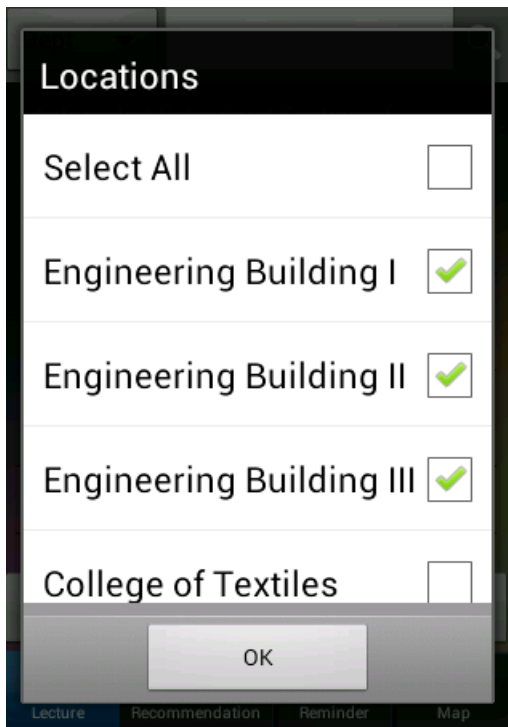 Locations
Select All
Engineering Building I
Engineering Building II
Engineering Building III
College of Textiles
OK
Lecture Recommendation Reminder Map